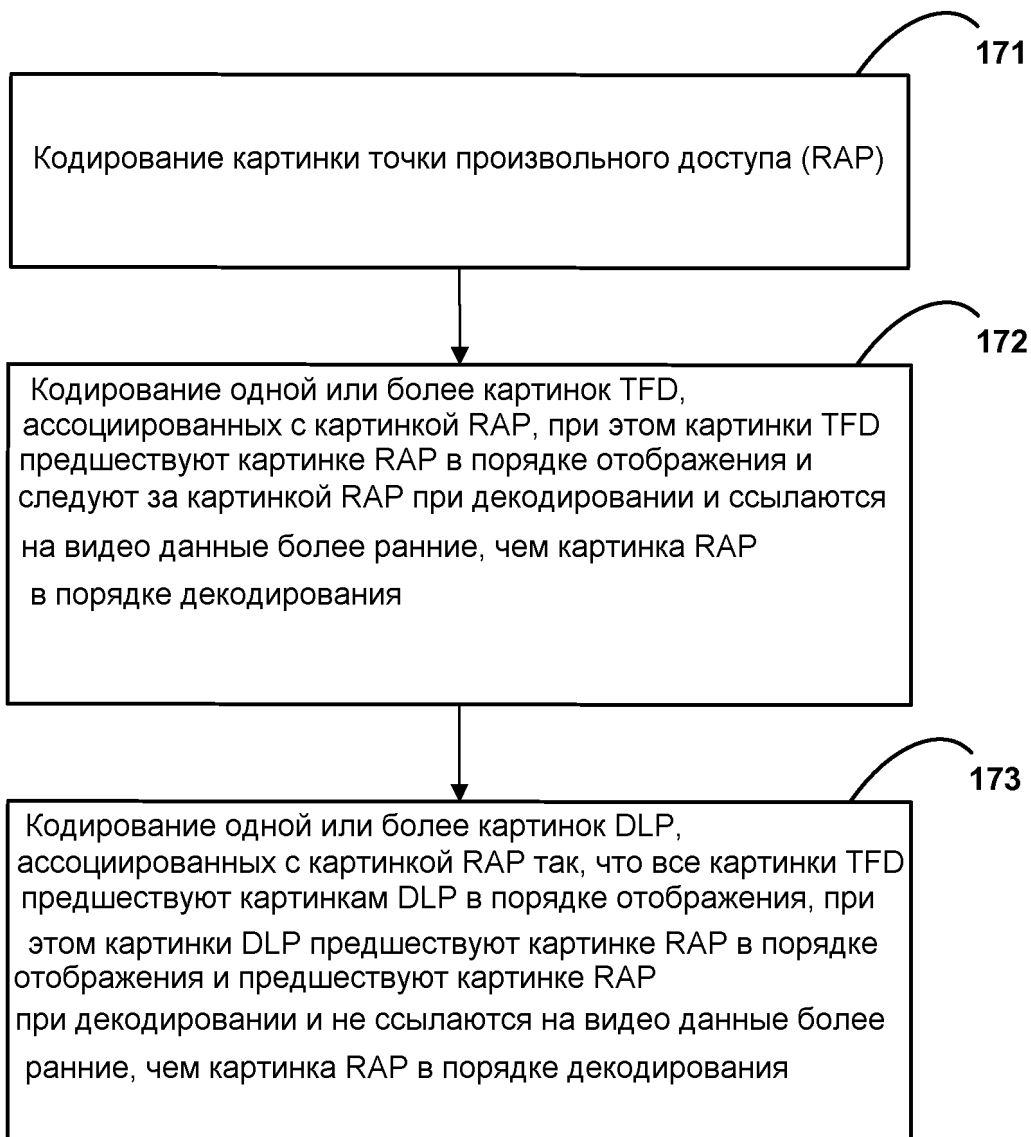 171
Кодирование картинки точки произвольного доступа (RAP)
172
Кодирование одной или более картинок TFD,
ассоциированных с картинкой RAP, при этом картинки TFD
предшествуют картинке RAP в порядке отображения и
следуют за картинкой RAP при декодировании и ссылаются
на видео данные более ранние, чем картинка RAP
в порядке декодирования
173
Кодирование одной или более картинок DLP,
ассоциированных с картинкой RAP так, что все картинки TFD
предшествуют картинкам DLP в порядке отображения, при
этом картинки DLP предшествуют картинке RAP в порядке
отображения и предшествуют картинке RAP
при декодировании и не ссылаются на видео данные более
ранние, чем картинка RAP в порядке декодирования